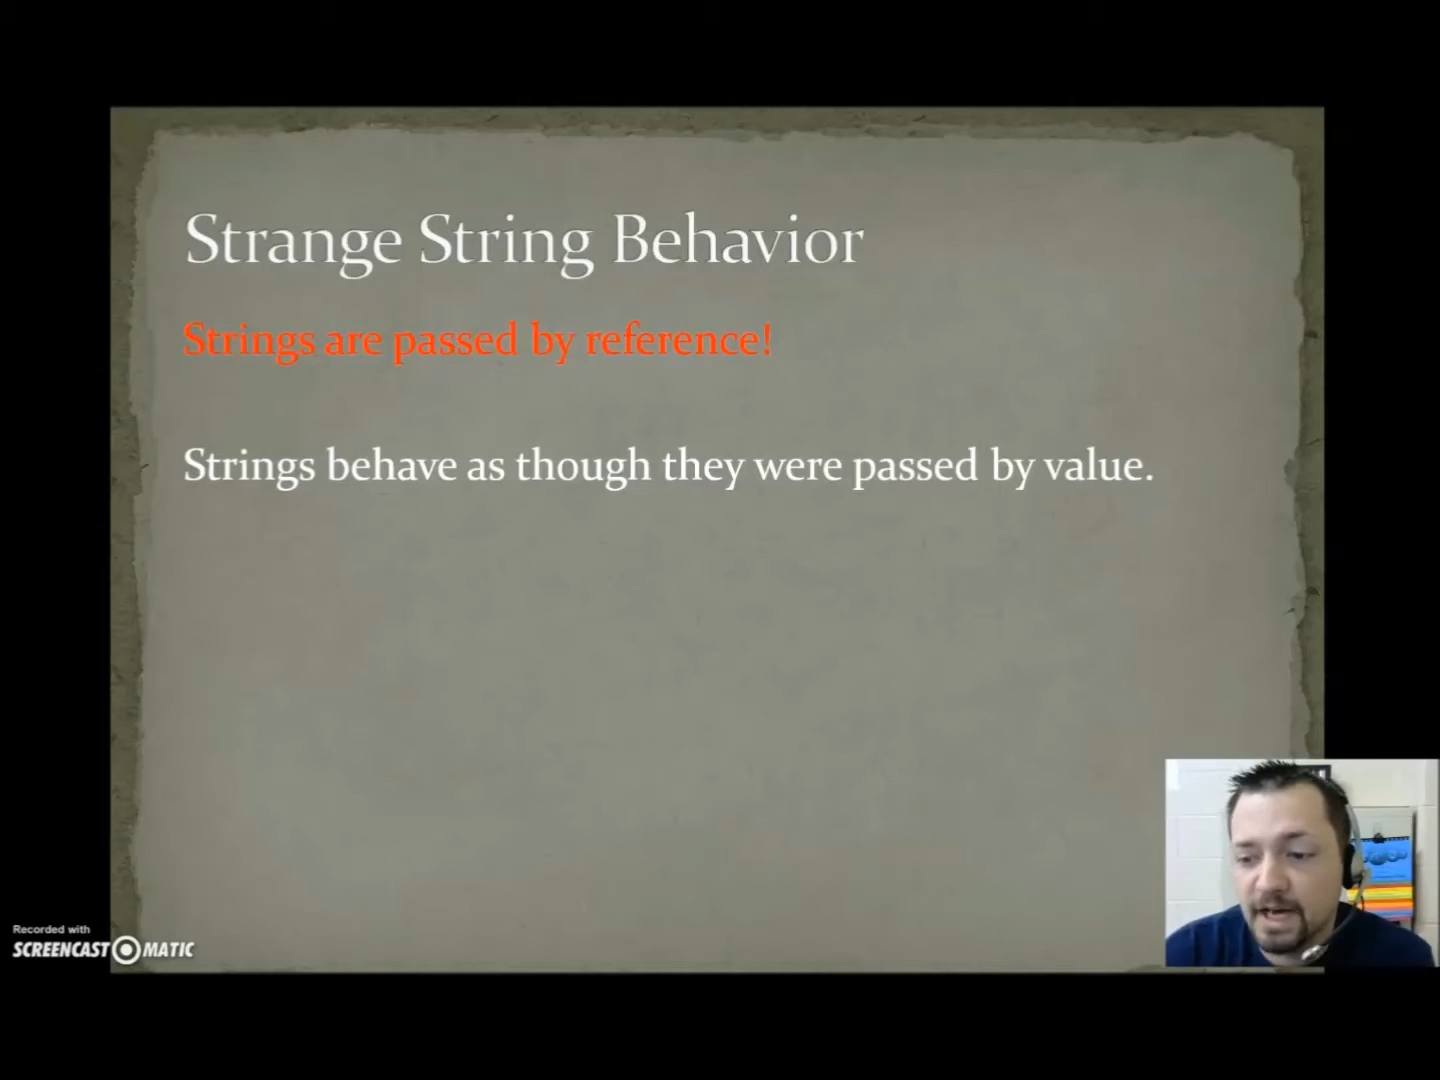 Strange String Behavior
Strings are passed by reference!
Strings behave as though they were passed by value.
Recorded with
SCREENCAST MATIC